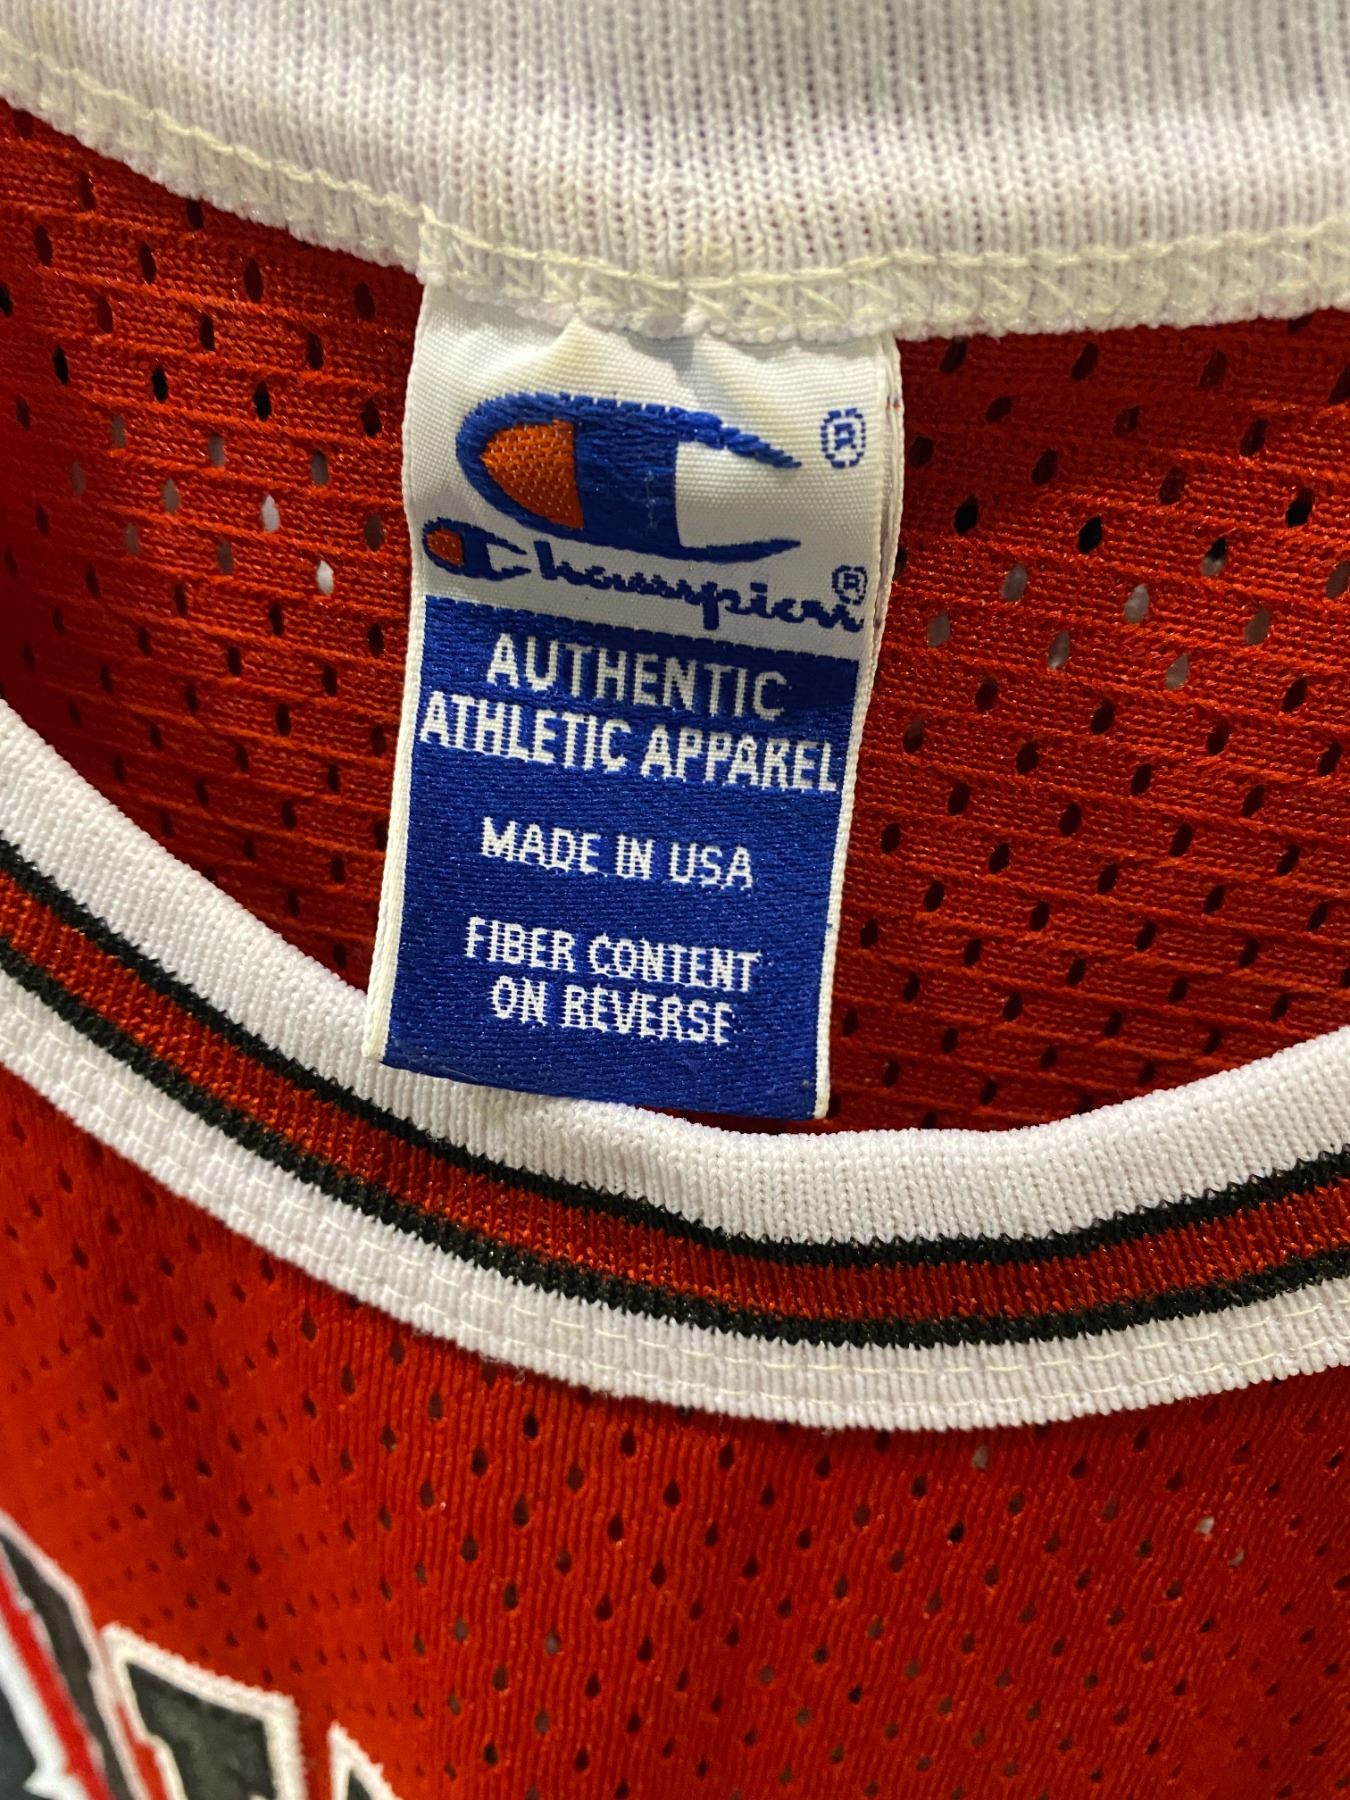 ®
Champion®
AUTHENTIC
ATHLETIC APPAREL
MADE IN USA
FIBER CONTENT
ON REVERSE